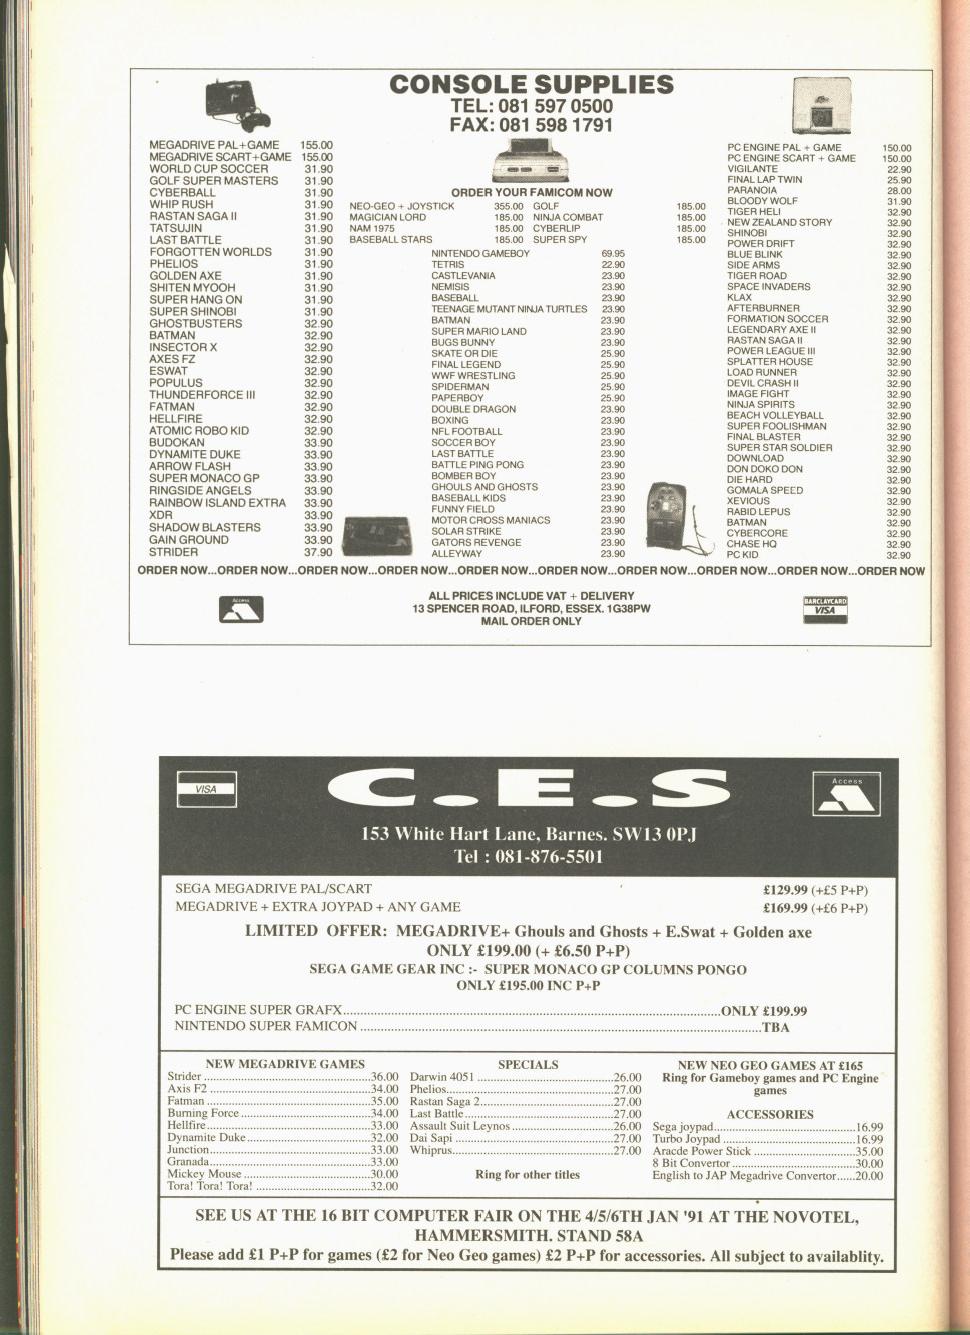 CONSOLE SUPPLIES
TEL: 081 597 0500
FAX: 081 598 1791
MEGADRIVE PAL+GAME 155.00
MEGADRIVE SCART+GAME 155.00
WORLD CUP SOCCER 31.90
GOLF SUPER MASTERS 31.90
CYBERBALL 31.90
WHIP RUSH 31.90
RASTAN SAGA II 31.90
TATSUJIN 31.90
LAST BATTLE 31.90
FORGOTTEN WORLDS 31.90
PHELIOS 31.90
GOLDEN AXE 31.90
SHITEN MYOOH 31.90
SUPER HANG ON 31.90
SUPER SHINOBI 31.90
GHOSTBUSTERS 32.90
BATMAN 32.90
INSECTOR X 32.90
AXES FZ 32.90
ESWAT 32.90
POPULUS 32.90
THUNDERFORCE III 32.90
FATMAN 32.90
HELLFIRE 32.90
ATOMIC ROBO KID 32.90
BUDOKAN 33.90
DYNAMITE DUKE 33.90
ARROW FLASH 33.90
SUPER MONACO GP 33.90
RINGSIDE ANGELS 33.90
RAINBOW ISLAND EXTRA 33.90
XDR 33.90
SHADOW BLASTERS 33.90
GAIN GROUND 33.90
STRIDER 37.90
ORDER YOUR FAMICOM NOW
NEO-GEO + JOYSTICK 355.00 GOLF 185.00
MAGICIAN LORD 185.00 NINJA COMBAT 185.00
NAM 1975 185.00 CYBERLIP 185.00
BASEBALL STARS 185.00 SUPER SPY 185.00
NINTENDO GAMEBOY 69.95
TETRIS 22.90
CASTLEVANIA 23.90
NEMISIS 23.90
BASEBALL 23.90
TEENAGE MUTANT NINJA TURTLES 23.90
BATMAN 23.90
SUPER MARIO LAND 23.90
BUGS BUNNY 23.90
SKATE OR DIE 25.90
FINAL LEGEND 25.90
WWF WRESTLING 25.90
SPIDERMAN 25.90
PAPERBOY 25.90
DOUBLE DRAGON 23.90
BOXING 23.90
NFL FOOTBALL 23.90
SOCCER BOY 23.90
LAST BATTLE 23.90
BATTLE PING PONG 23.90
BOMBER BOY 23.90
GHOULS AND GHOSTS 23.90
BASEBALL KIDS 23.90
FUNNY FIELD 23.90
MOTOR CROSS MANIACS 23.90
SOLAR STRIKE 23.90
GATORS REVENGE 23.90
ALLEYWAY 23.90
PC ENGINE PAL + GAME 150.00
PC ENGINE SCART + GAME 150.00
VIGILANTE 22.90
FINAL LAP TWIN 25.90
PARANOIA 28.00
BLOODY WOLF 31.90
TIGER HELI 32.90
NEW ZEALAND STORY 32.90
SHINOBI 32.90
POWER DRIFT 32.90
BLUE BLINK 32.90
SIDE ARMS 32.90
TIGER ROAD 32.90
SPACE INVADERS 32.90
KLAX 32.90
AFTERBURNER 32.90
FORMATION SOCCER 32.90
LEGENDARY AXE II 32.90
RASTAN SAGA II 32.90
POWER LEAGUE III 32.90
SPLATTER HOUSE 32.90
LOAD RUNNER 32.90
DEVIL CRASH II 32.90
IMAGE FIGHT 32.90
NINJA SPIRITS 32.90
BEACH VOLLEYBALL 32.90
SUPER FOOLISHMAN 32.90
FINAL BLASTER 32.90
SUPER STAR SOLDIER 32.90
DOWNLOAD 32.90
DON DOKO DON 32.90
DIE HARD 32.90
GOMALA SPEED 32.90
XEVIOUS 32.90
RABID LEPUS 32.90
BATMAN 32.90
CYBERCORE 32.90
CHASE HQ 32.90
PC KID 32.90
ORDER NOW...ORDER NOW...ORDER NOW...ORDER NOW...ORDER NOW...ORDER NOW...ORDER NOW...ORDER NOW...ORDER NOW...ORDER NOW
Access
ALL PRICES INCLUDE VAT + DELIVERY
13 SPENCER ROAD, ILFORD, ESSEX. 1G38PW
MAIL ORDER ONLY
BARCLAYCARD
VISA
VISA
C.E.S
Access
153 White Hart Lane, Barnes. SW13 0PJ
Tel : 081-876-5501
SEGA MEGADRIVE PAL/SCART £129.99 (+£5 P+P)
MEGADRIVE + EXTRA JOYPAD + ANY GAME £169.99 (+£6 P+P)
LIMITED OFFER: MEGADRIVE+ Ghouls and Ghosts + E.Swat + Golden axe
ONLY £199.00 (+ £6.50 P+P)
SEGA GAME GEAR INC :- SUPER MONACO GP COLUMNS PONGO
ONLY £195.00 INC P+P
PC ENGINE SUPER GRAFX...ONLY £199.99
NINTENDO SUPER FAMICON...TBA
NEW MEGADRIVE GAMES
Strider...36.00
Axis F2...34.00
Fatman...35.00
Burning Force...34.00
Hellfire...33.00
Dynamite Duke...32.00
Junction...33.00
Granada...33.00
Mickey Mouse...30.00
Tora! Tora! Tora!...32.00
SPECIALS
Darwin 4051...26.00
Phelios...27.00
Rastan Saga 2...27.00
Last Battle...27.00
Assault Suit Leynos...26.00
Dai Sapi...27.00
Whiprus...27.00
Ring for other titles
NEW NEO GEO GAMES AT £165
Ring for Gameboy games and PC Engine
games
ACCESSORIES
Sega joypad...16.99
Turbo Joypad...16.99
Aracde Power Stick...35.00
8 Bit Convertor...30.00
English to JAP Megadrive Convertor...20.00
SEE US AT THE 16 BIT COMPUTER FAIR ON THE 4/5/6TH JAN '91 AT THE NOVOTEL,
HAMMERSMITH. STAND 58A
Please add £1 P+P for games (£2 for Neo Geo games) £2 P+P for accessories. All subject to availablity.